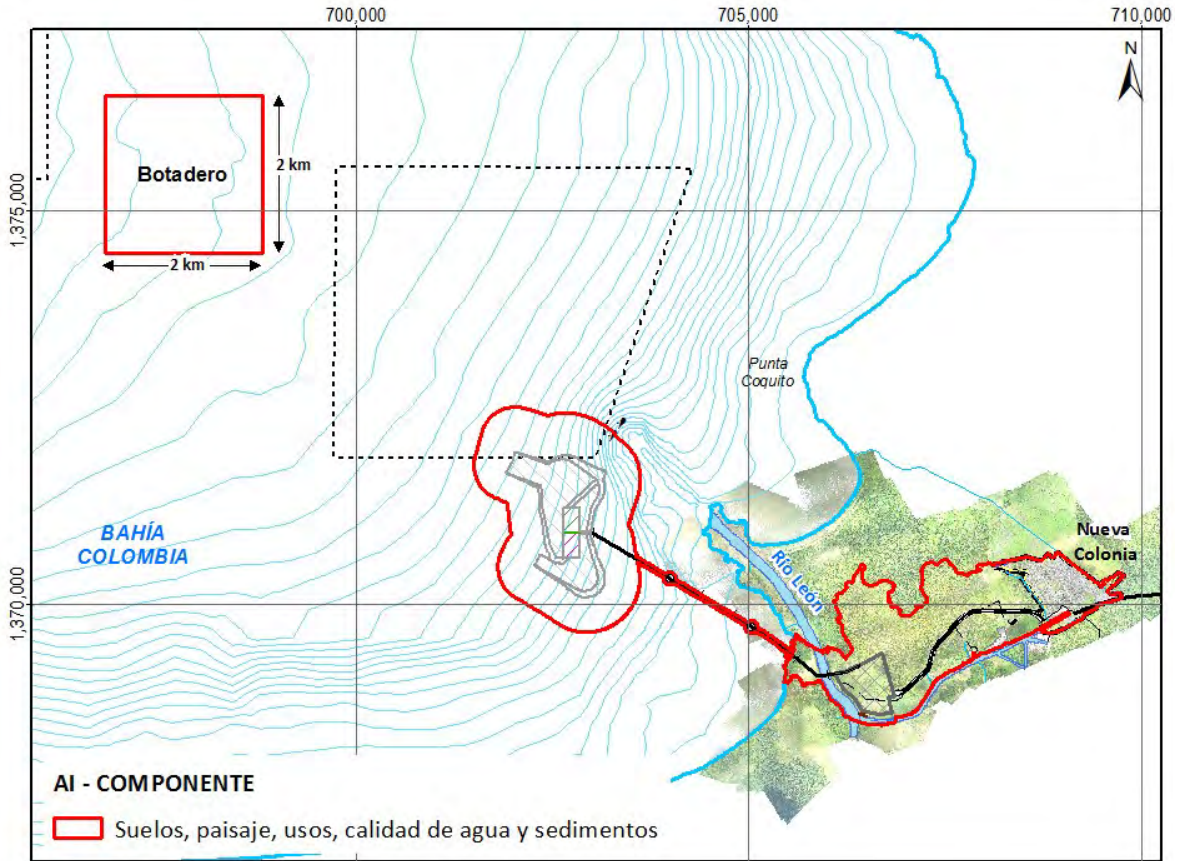 700,000
705,000
710,000
N
1,375,000
Botadero
2 km
2 km
Punta
Coquito
BAHÍA
COLOMBIA
Nueva
Colonia
Río León
1,370,000
AI - COMPONENTE
Suelos, paisaje, usos, calidad de agua y sedimentos